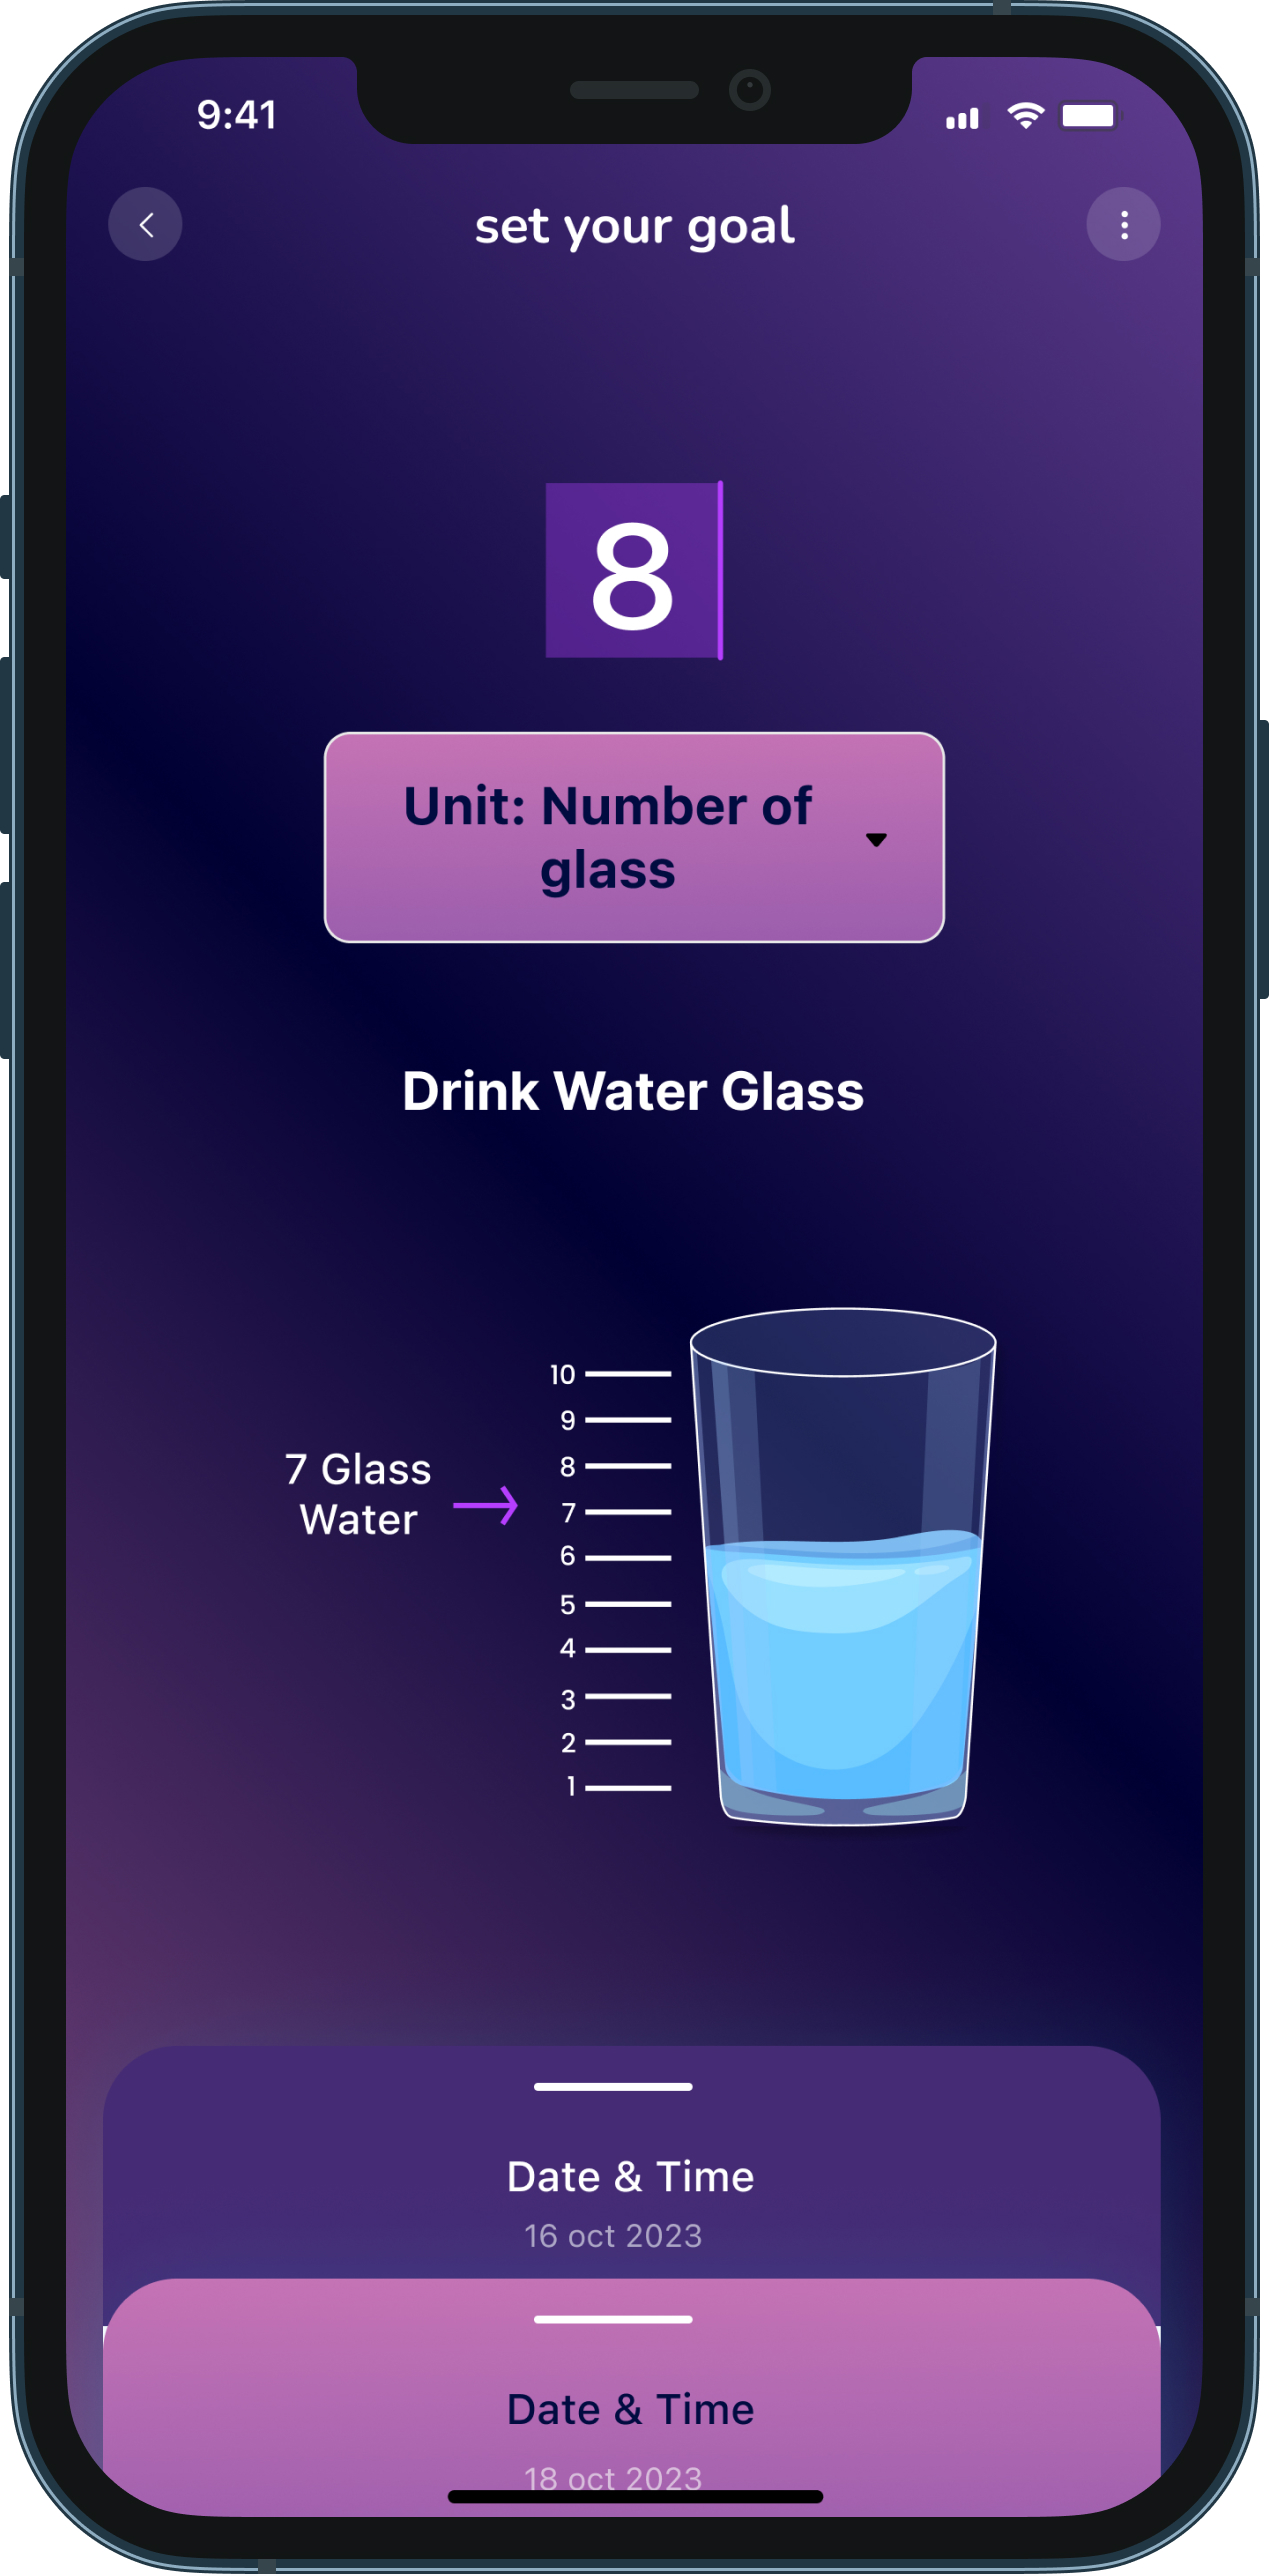 9:41
set your goal
8
Unit: Number of
glass
Drink Water Glass
7 Glass
Water
10
9
8
7
6
5
4
3
2
1
Date & Time
16 oct 2023
Date & Time
18 oct 2023